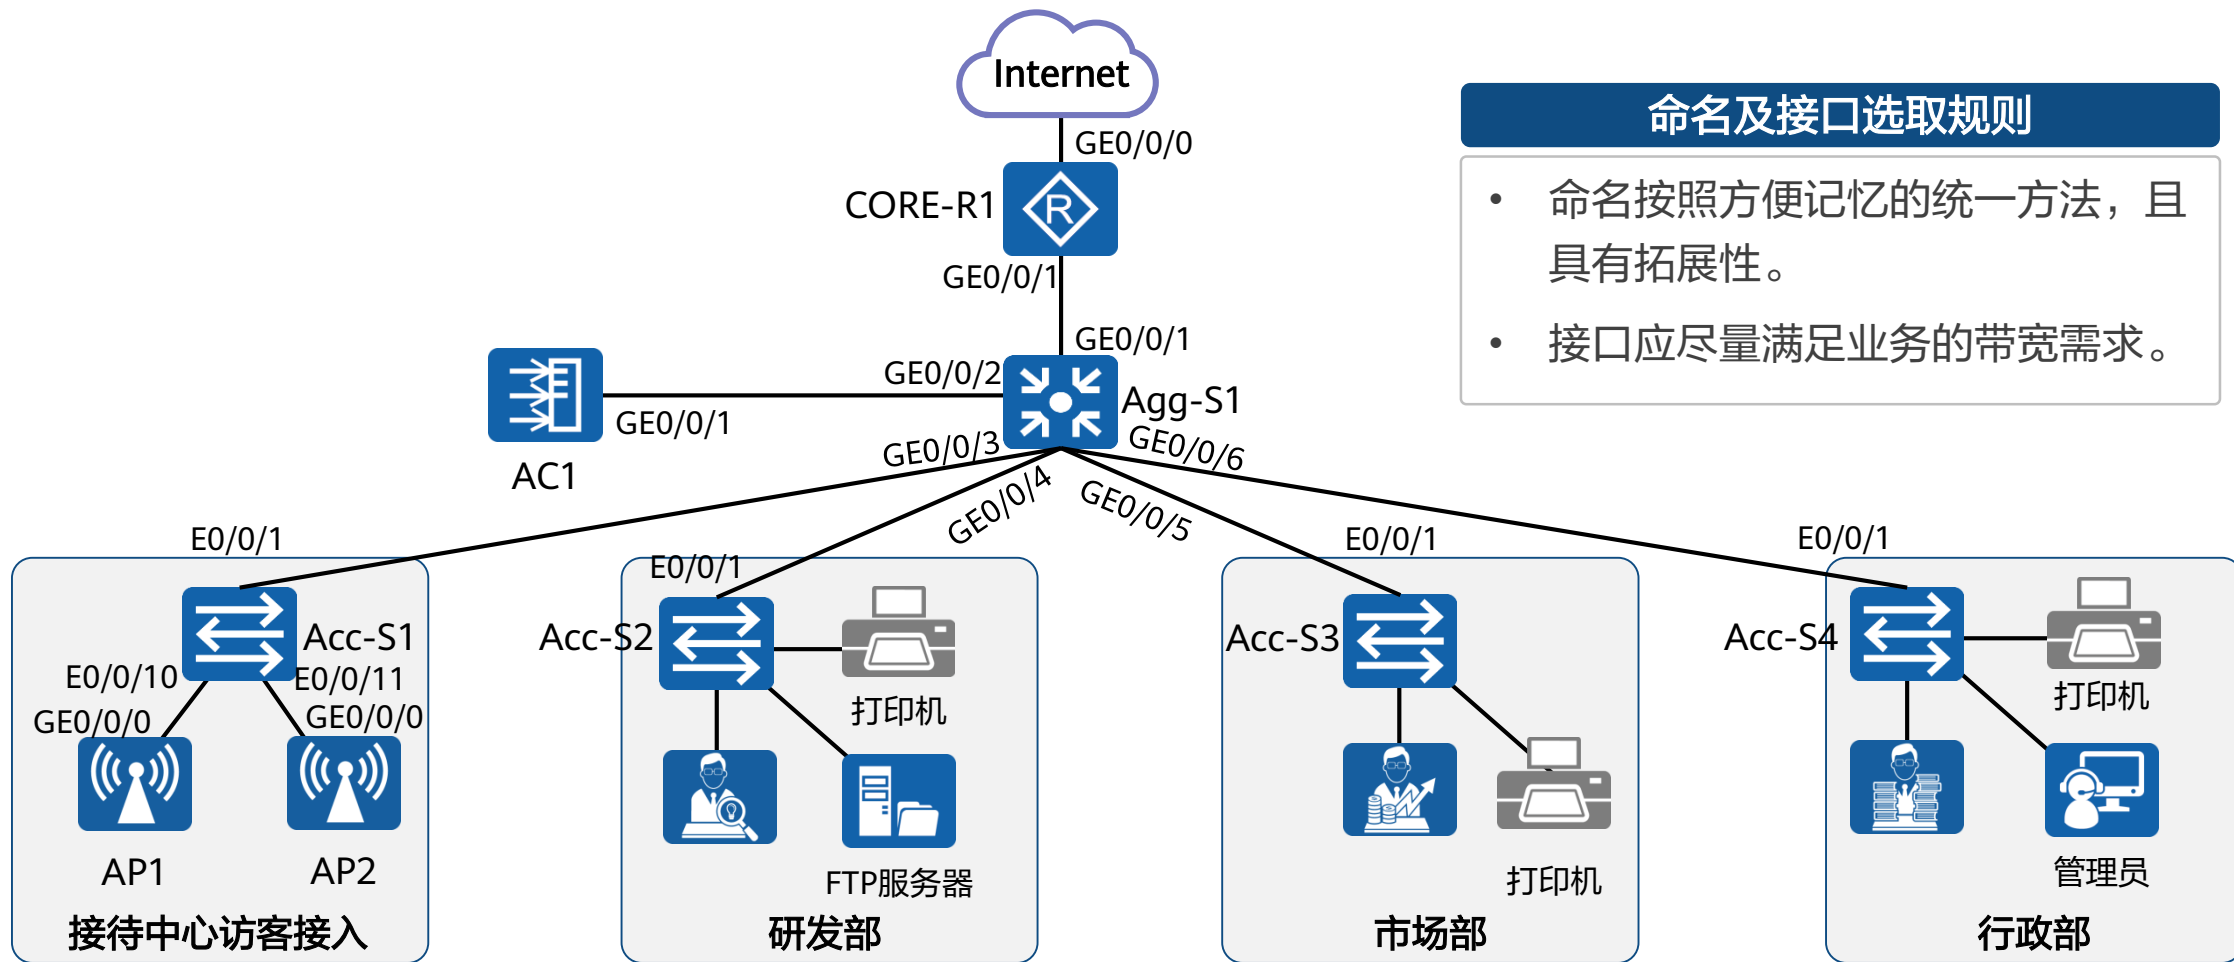 Internet
GE0/0/0
CORE-R1
R
GE0/0/1
命名及接口选取规则
• 命名按照方便记忆的统一方法，且
具有拓展性。
• 接口应尽量满足业务的带宽需求。
GE0/0/1
GE0/0/2
Agg-S1
GE0/0/1
AC1
GE0/0/3
GE0/0/4
GE0/0/5
GE0/0/6
E0/0/1
Acc-S1
E0/0/10
E0/0/11
GE0/0/0
GE0/0/0
AP1
AP2
接待中心访客接入
E0/0/1
Acc-S2
打印机
FTP服务器
研发部
E0/0/1
Acc-S3
打印机
市场部
E0/0/1
Acc-S4
打印机
管理员
行政部